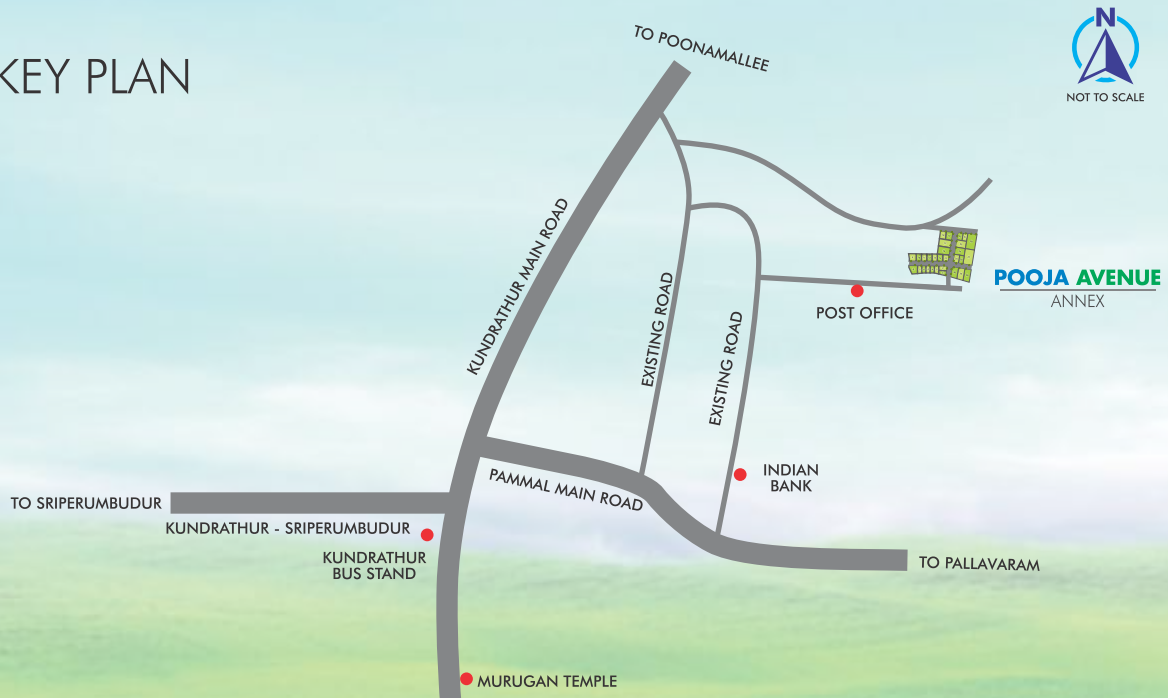 KEY PLAN
TO POONAMALLEE
N
NOT TO SCALE
KUNDRATHUR MAIN ROAD
EXISTING ROAD
EXISTING ROAD
POOJA AVENUE
ANNEX
POST OFFICE
INDIAN
BANK
PAMMAL MAIN ROAD
TO SRIPERUMBUDUR
KUNDRATHUR - SRIPERUMBUDUR
KUNDRATHUR
BUS STAND
TO PALLAVARAM
MURUGAN TEMPLE